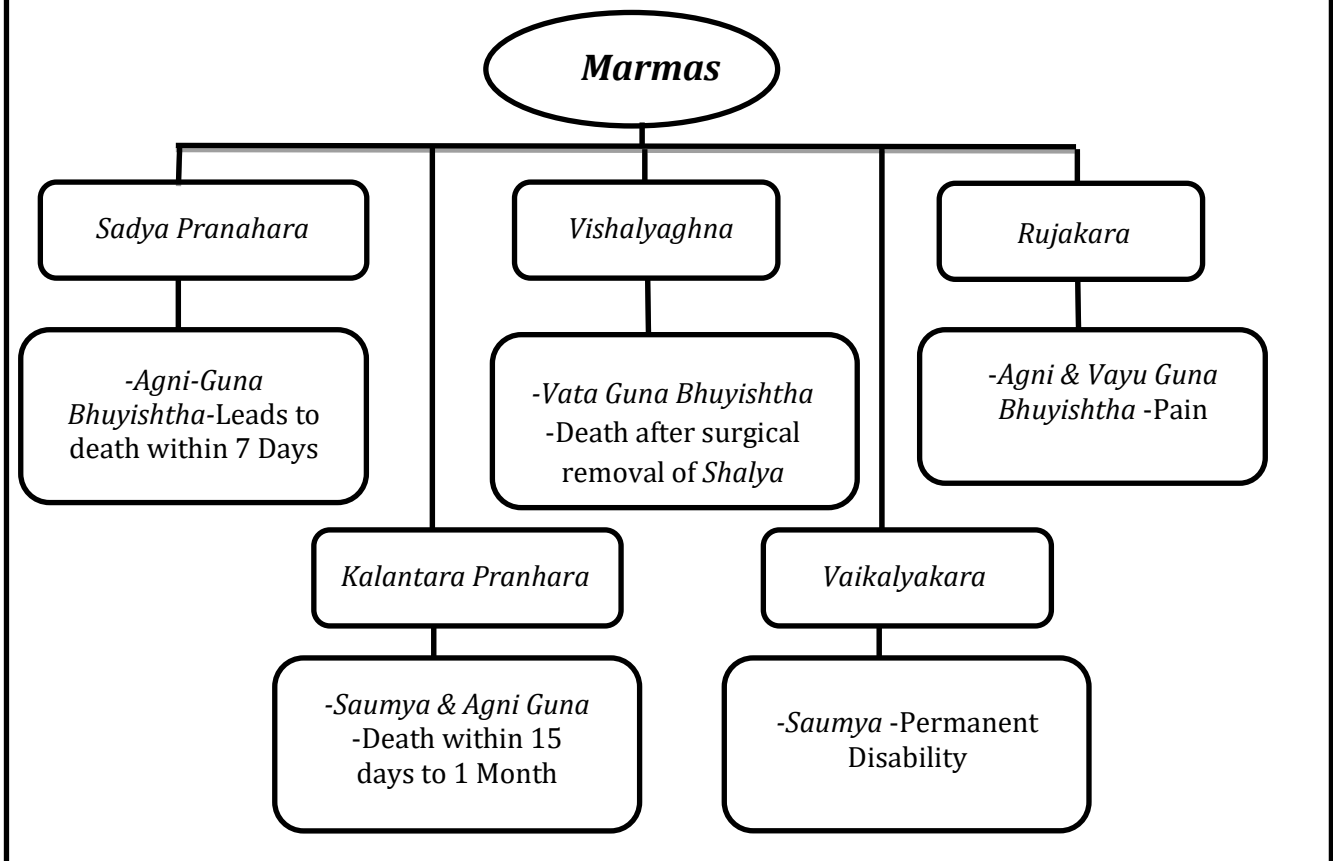 Marmas
Sadya Pranahara
Vishalyaghna
Rujakara
-Agni-Guna
Bhuyishtha-Leads to
death within 7 Days
-Vata Guna Bhuyishtha
-Death after surgical
removal of Shalya
-Agni & Vayu Guna
Bhuyishtha -Pain
Kalantara Pranhara
Vaikalyakara
-Saumya & Agni Guna
-Death within 15
days to 1 Month
-Saumya -Permanent
Disability